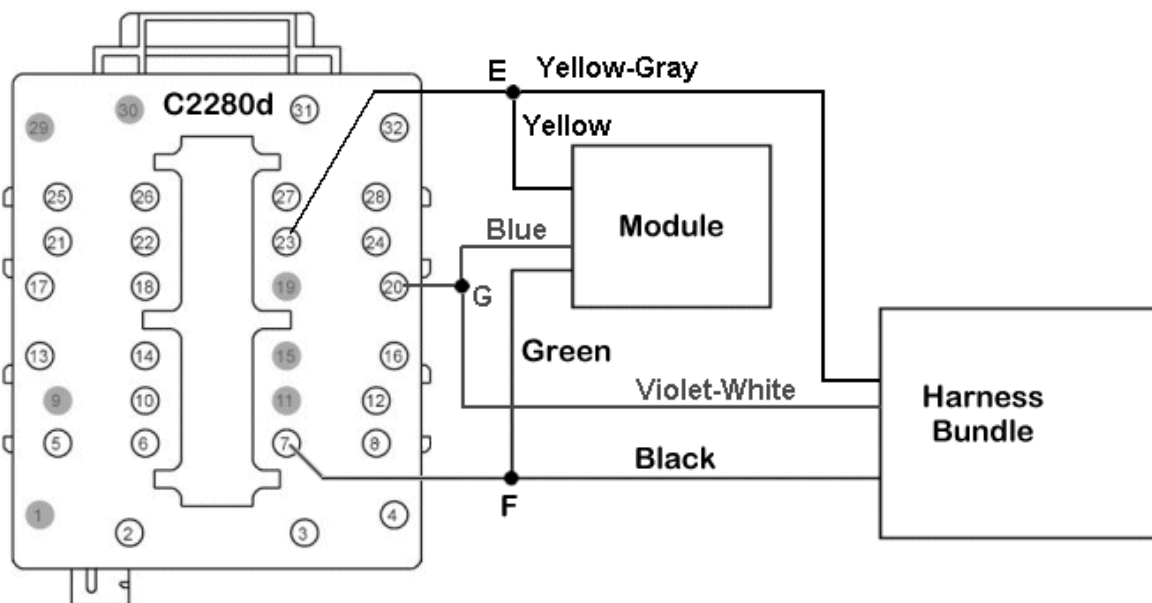 E Yellow-Gray
30 C2280d 31
29 32
Yellow
25 26 27 28
Module
Blue
21 22 23 24
17 18 19 20
G
13 14 15 16
Green
Violet-White
9 10 11 12
Harness
Bundle
5 6 7 8
Black
F
1 4
2 3